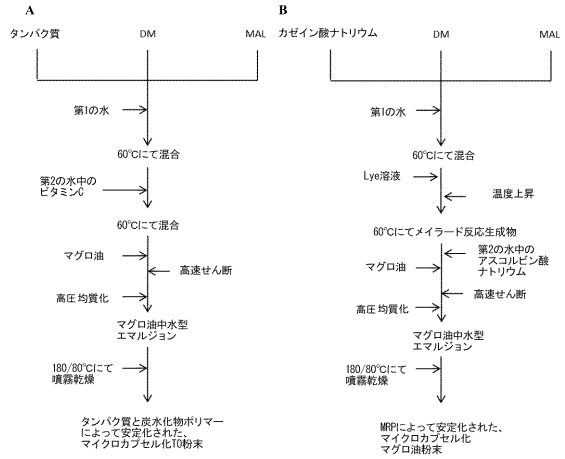 A
タンパク質
DM
MAL
第1の水
60℃にて混合
第2の水中の
ビタミンC
60℃にて混合
マグロ油
高速せん断
高圧均質化
マグロ油中水型
エマルジョン
180/80℃にて
噴霧乾燥
タンパク質と炭水化物ポリマー
によって安定化された、
マイクロカプセル化TO粉末
B
カゼイン酸ナトリウム
DM
MAL
第1の水
60℃にて混合
Lye溶液
温度上昇
60℃にてメイラード反応生成物
第2の水中の
アスコルビン酸
ナトリウム
マグロ油
高速せん断
高圧均質化
マグロ油中水型
エマルジョン
180/80℃にて
噴霧乾燥
MRPによって安定化された、
マイクロカプセル化
マグロ油粉末